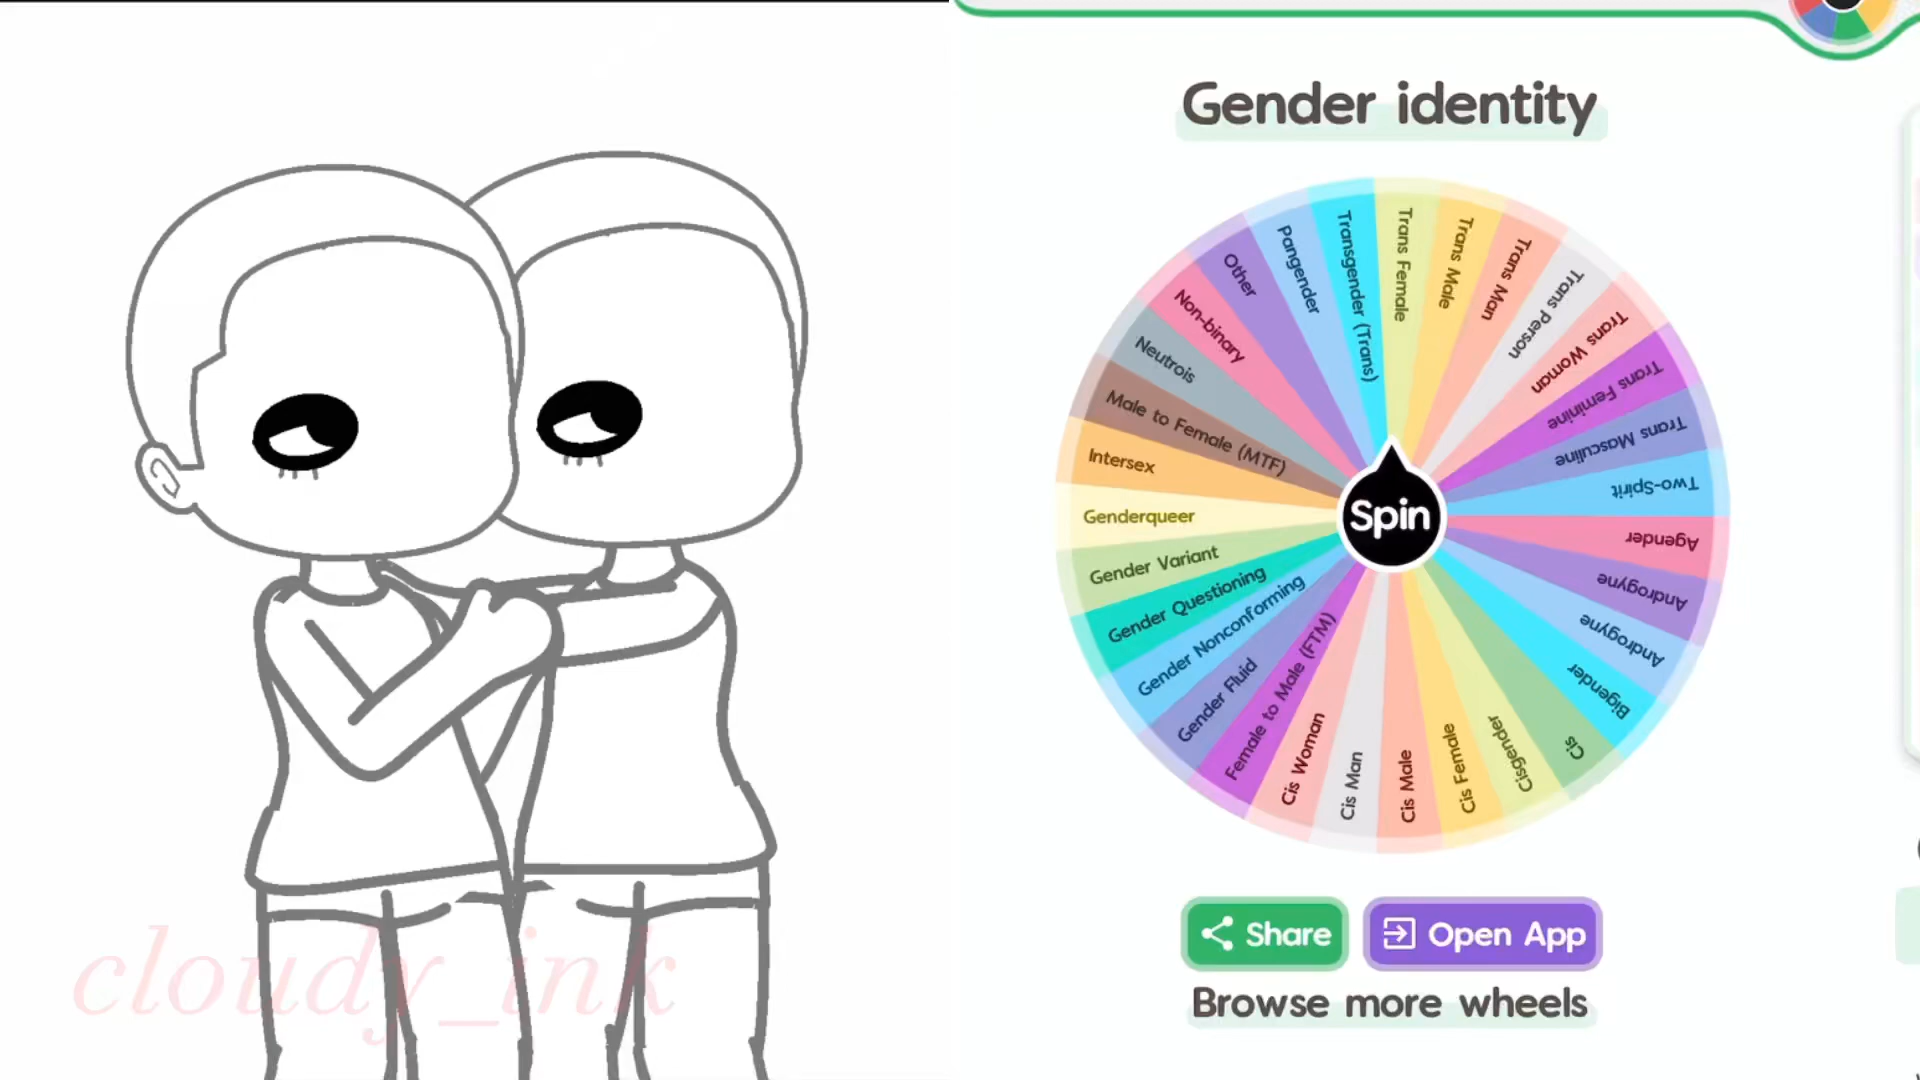 Gender identity
Transgender (Trans)
Trans Female
Trans Male
Trans Man
Trans Person
Trans Woman
Trans Feminine
Trans Masculine
Two-Spirit
Agender
Androgyne
Androgyne
Bigender
Cis
Cisgender
Cis Female
Cis Male
Cis Man
Cis Woman
Female to Male (FTM)
Gender Fluid
Gender Nonconforming
Gender Questioning
Gender Variant
Genderqueer
Intersex
Male to Female (MTF)
Neutrois
Non-binary
Other
Pangender
Spin
Share
Open App
Browse more wheels
cloudy_ink